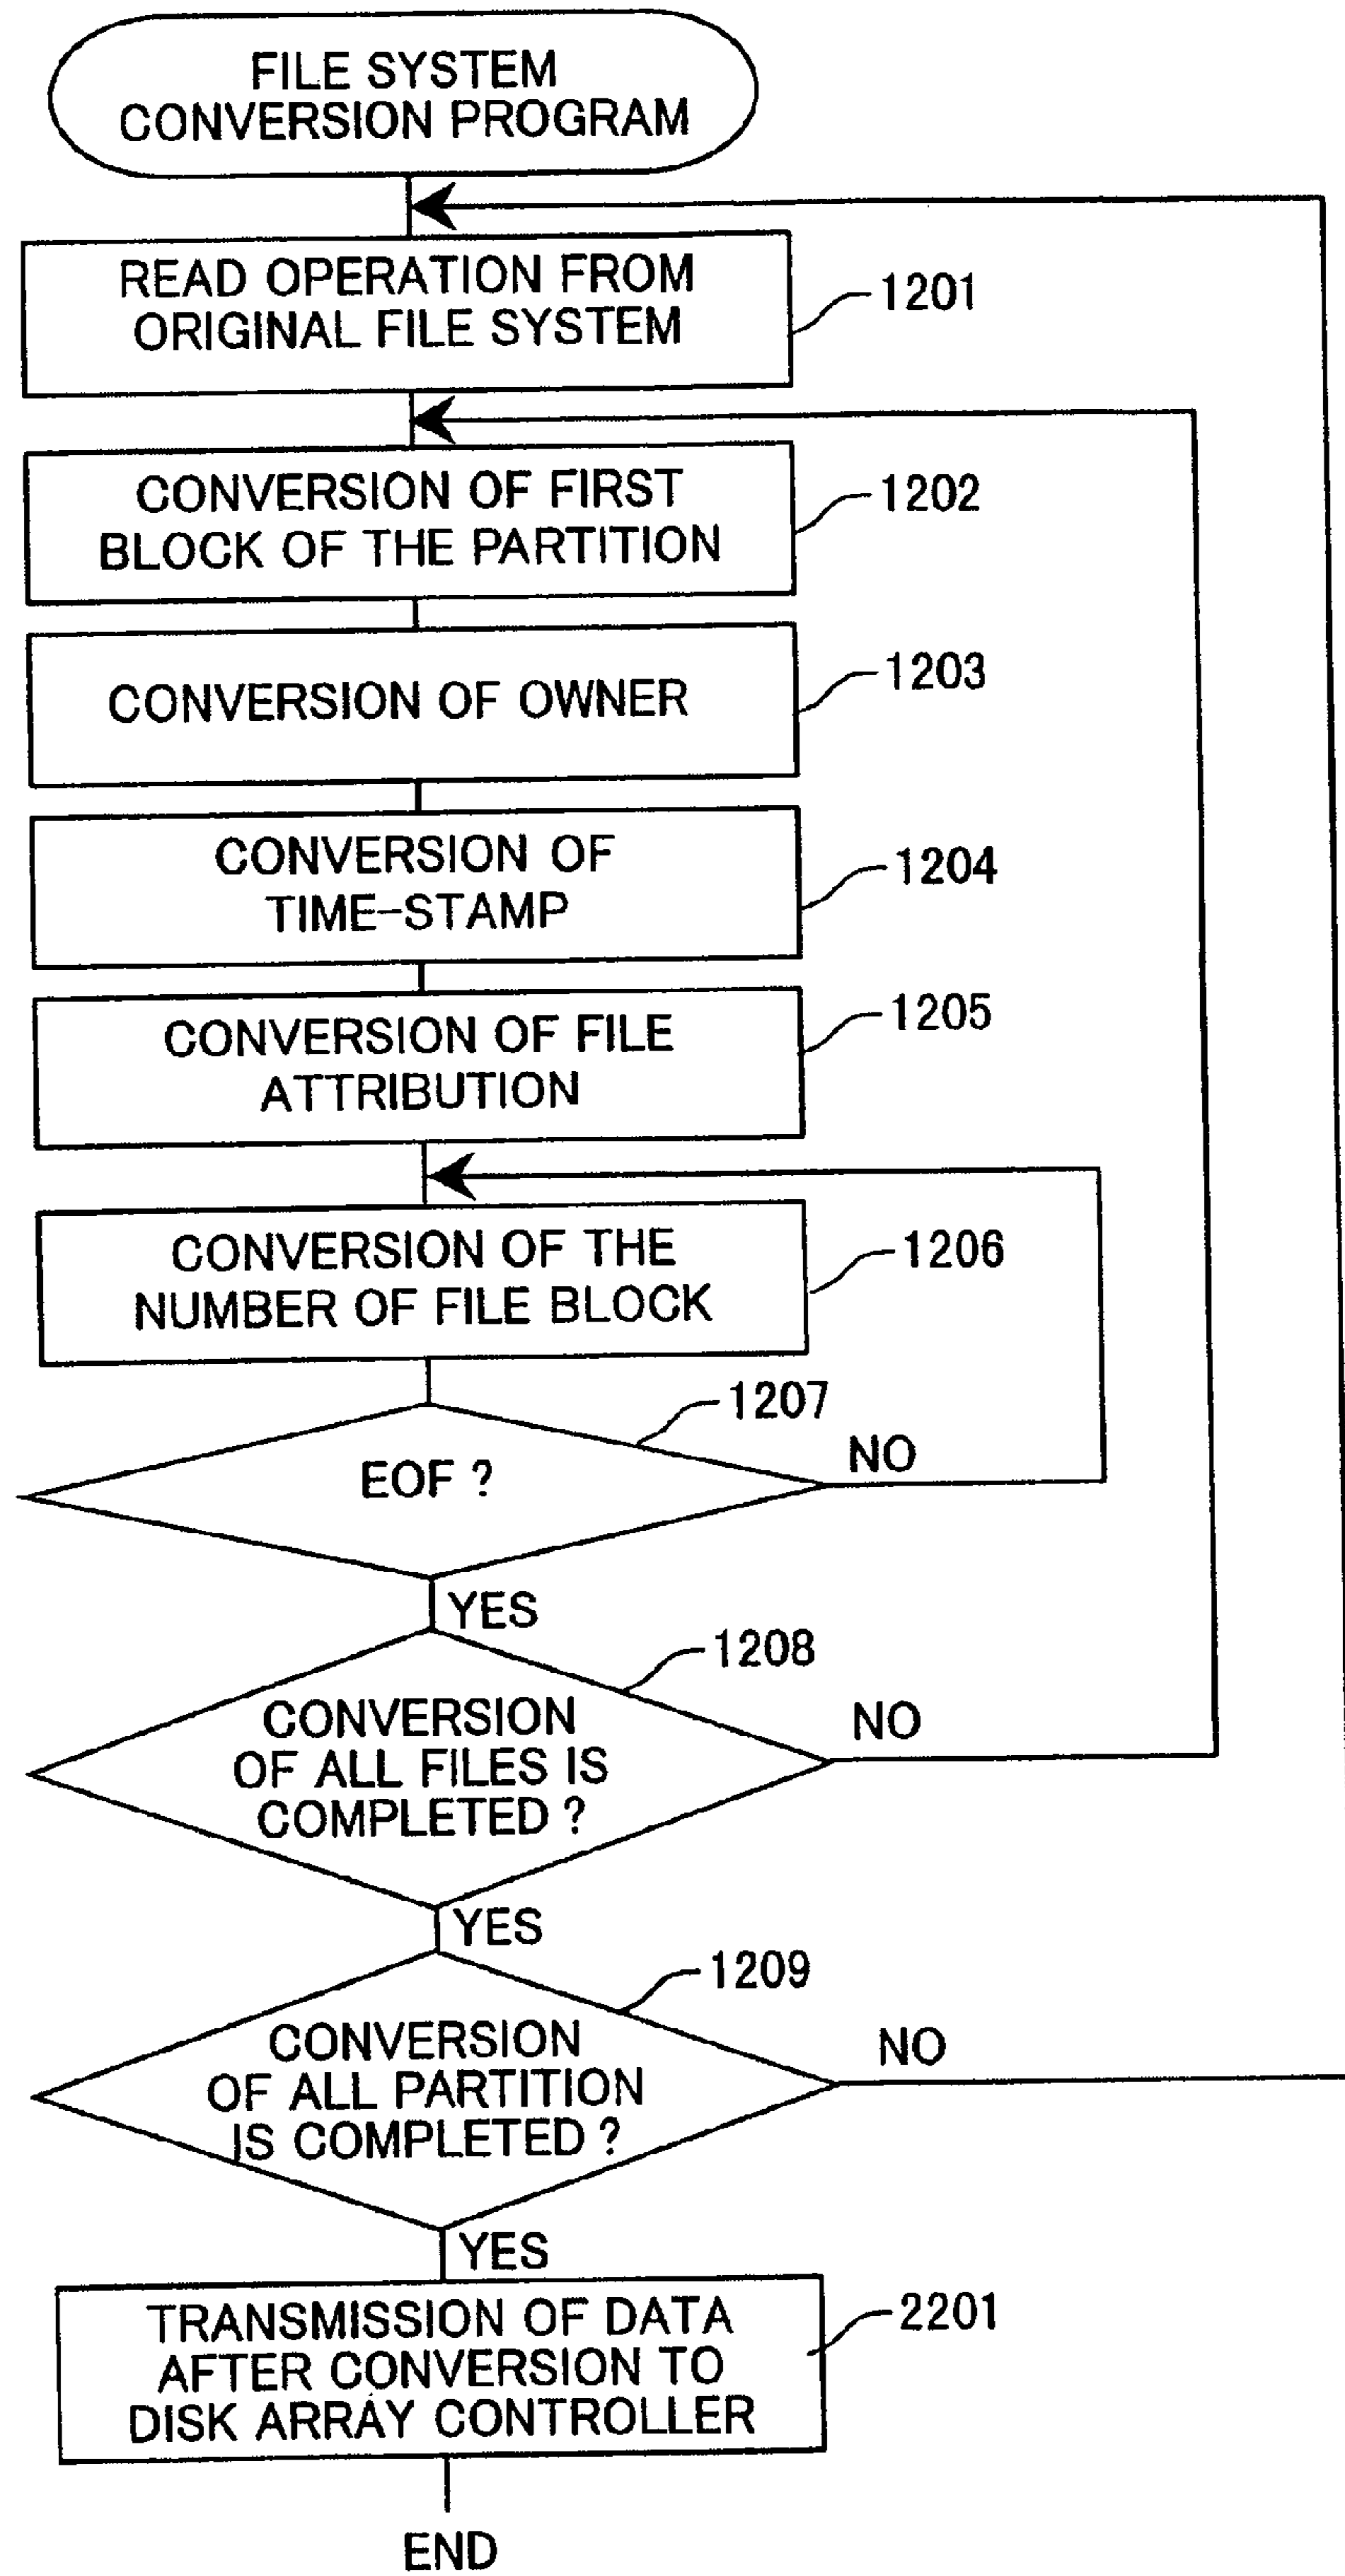 FILE SYSTEM
CONVERSION PROGRAM
READ OPERATION FROM
ORIGINAL FILE SYSTEM
1201
CONVERSION OF FIRST
BLOCK OF THE PARTITION
1202
CONVERSION OF OWNER
1203
CONVERSION OF
TIME-STAMP
1204
CONVERSION OF FILE
ATTRIBUTION
1205
CONVERSION OF THE
NUMBER OF FILE BLOCK
1206
1207
EOF ?
NO
YES
1208
CONVERSION
OF ALL FILES IS
COMPLETED ?
NO
YES
1209
CONVERSION
OF ALL PARTITION
IS COMPLETED ?
NO
YES
TRANSMISSION OF DATA
AFTER CONVERSION TO
DISK ARRAY CONTROLLER
2201
END